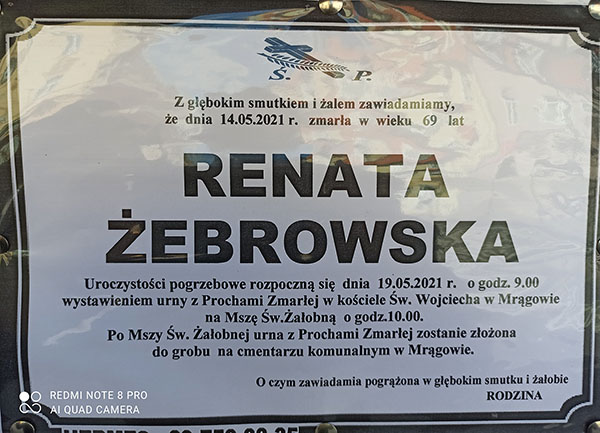 Ś. P.
Z głębokim smutkiem i żalem zawiadamiamy,
że dnia 14.05.2021 r. zmarła w wieku 69 lat
RENATA
ŻEBROWSKA
Uroczystości pogrzebowe rozpoczną się dnia 19.05.2021 r. o godz. 9.00
wystawieniem urny z Prochami Zmarłej w kościele Św. Wojciecha w Mrągowie
na Mszę Św.Żałobną o godz.10.00.
Po Mszy Św. Żałobnej urna z Prochami Zmarłej zostanie złożona
do grobu na cmentarzu komunalnym w Mrągowie.
O czym zawiadamia pogrążona w głębokim smutku i żałobie
RODZINA
REDMI NOTE 8 PRO
AI QUAD CAMERA